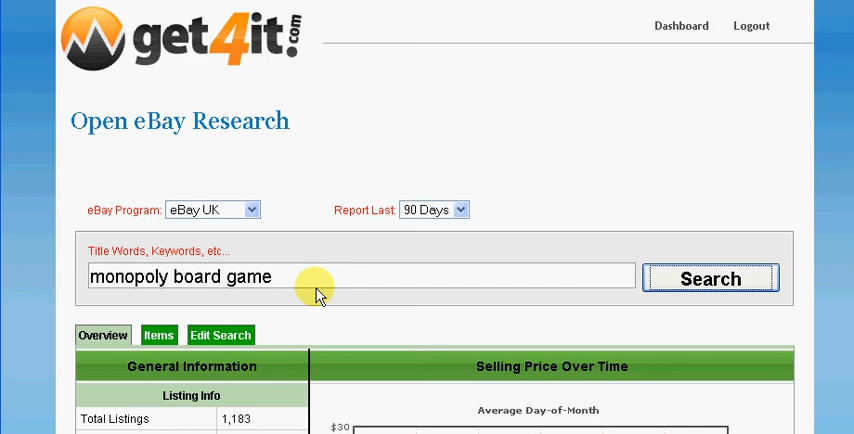 get4it.com
Dashboard Logout
Open eBay Research
eBay Program: eBay UK Report Last: 90 Days
Title Words, Keywords, etc...
monopoly board game
Search
Overview Items Edit Search
General Information Selling Price Over Time
Listing Info
Total Listings 1,183
Average Day-of-Month
$30